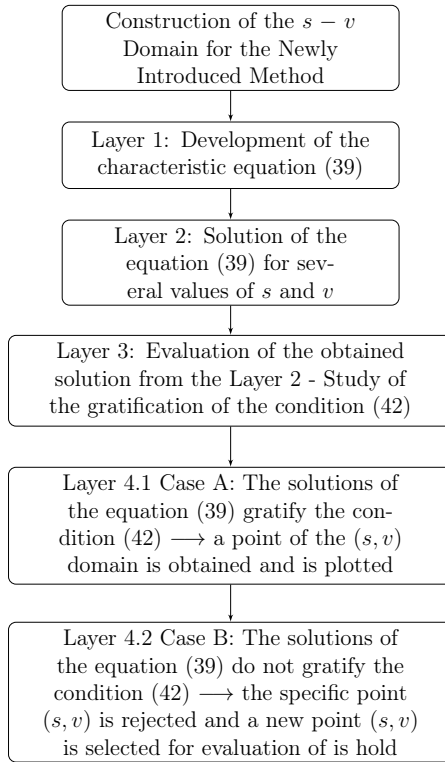 Construction of the s − v
Domain for the Newly
Introduced Method
Layer 1: Development of the
characteristic equation (39)
Layer 2: Solution of the
equation (39) for sev-
eral values of s and v
Layer 3: Evaluation of the obtained
solution from the Layer 2 - Study of
the gratification of the condition (42)
Layer 4.1 Case A: The solutions of
the equation (39) gratify the con-
dition (42) ⟶ a point of the (s, v)
domain is obtained and is plotted
Layer 4.2 Case B: The solutions of
the equation (39) do not gratify the
condition (42) ⟶ the specific point
(s, v) is rejected and a new point (s, v)
is selected for evaluation of is hold